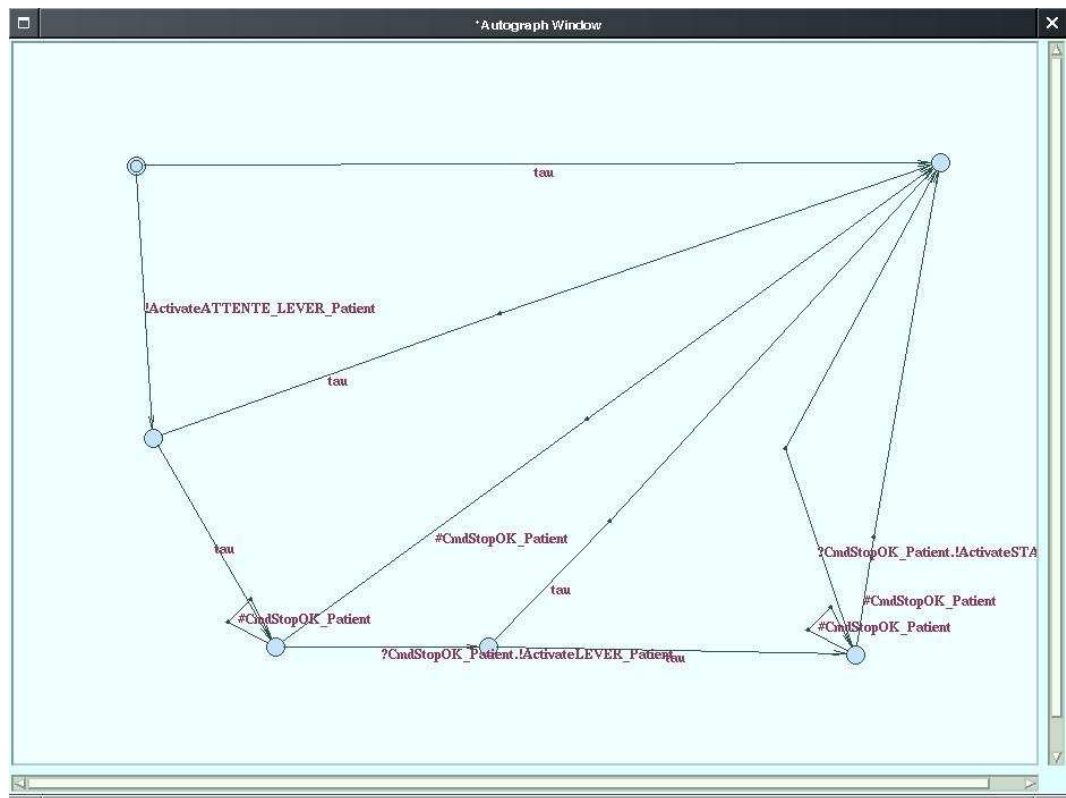 *Autograph Window
tau
!ActivateATTENTE_LEVER_Patient
tau
#CmdStopOK_Patient
tau
?CmdStopOK_Patient.!ActivateSTA
tau
#CmdStopOK_Patient
#CmdStopOK_Patient
#CmdStopOK_Patient
?CmdStopOK_Patient.!ActivateLEVER_Patient
tau